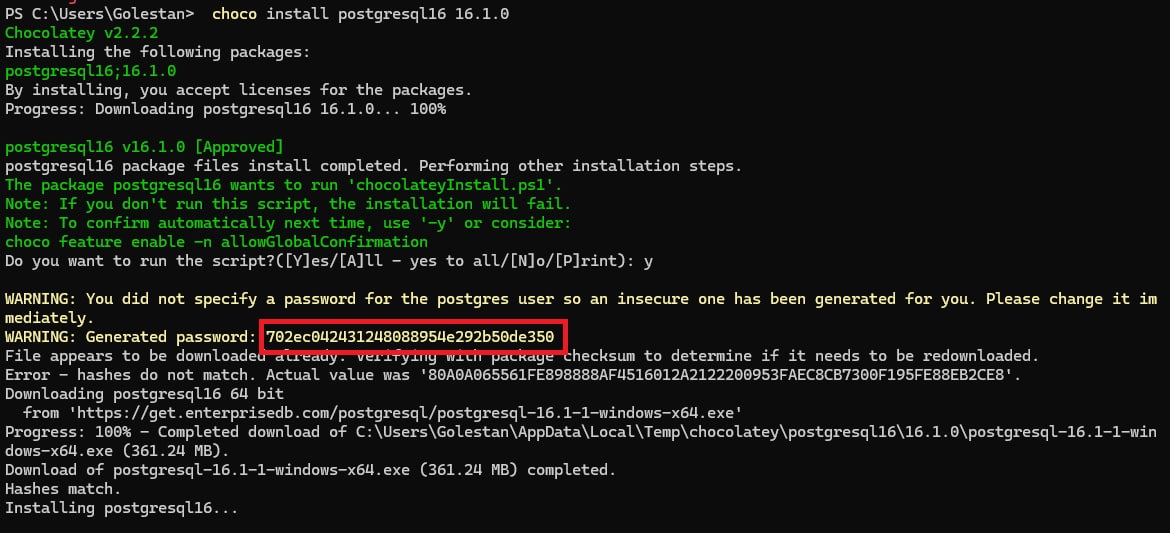 PS C:\Users\Golestan>  choco install postgresql16 16.1.0
Chocolatey v2.2.2
Installing the following packages:
postgresql16;16.1.0
By installing, you accept licenses for the packages.
Progress: Downloading postgresql16 16.1.0... 100%
postgresql16 v16.1.0 [Approved]
postgresql16 package files install completed. Performing other installation steps.
The package postgresql16 wants to run 'chocolateyInstall.ps1'.
Note: If you don't run this script, the installation will fail.
Note: To confirm automatically next time, use '-y' or consider:
choco feature enable -n allowGlobalConfirmation
Do you want to run the script?([Y]es/[A]ll - yes to all/[N]o/[P]rint): y
WARNING: You did not specify a password for the postgres user so an insecure one has been generated for you. Please change it im
mediately.
WARNING: Generated password: 702ec042431248088954e292b50de350
File appears to be downloaded already. Verifying with package checksum to determine if it needs to be redownloaded.
Error - hashes do not match. Actual value was '80A0A065561FE898888AF4516012A2122200953FAEC8CB7300F195FE88EB2CE8'.
Downloading postgresql16 64 bit
  from 'https://get.enterprisedb.com/postgresql/postgresql-16.1-1-windows-x64.exe'
Progress: 100% - Completed download of C:\Users\Golestan\AppData\Local\Temp\chocolatey\postgresql16\16.1.0\postgresql-16.1-1-win
dows-x64.exe (361.24 MB).
Download of postgresql-16.1-1-windows-x64.exe (361.24 MB) completed.
Hashes match.
Installing postgresql16...